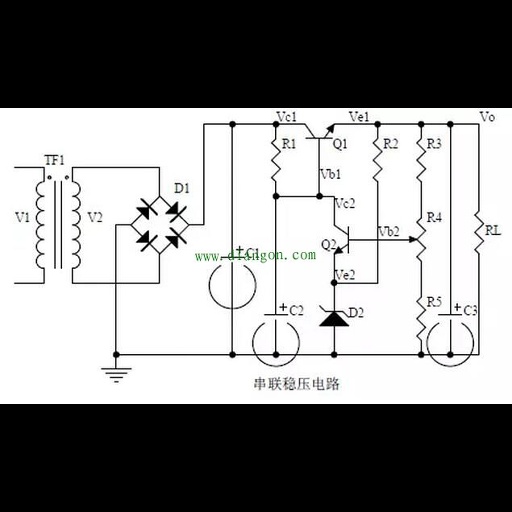 Vc1 Ve1 Vo
TF1 D1 R1 Q1 R2 R3
Vb1
V1 V2 Vc2 Vb2 R4 RL
Q2
www.diangon.com
C1
Ve2
C2 D2 R5 C3
串联稳压电路